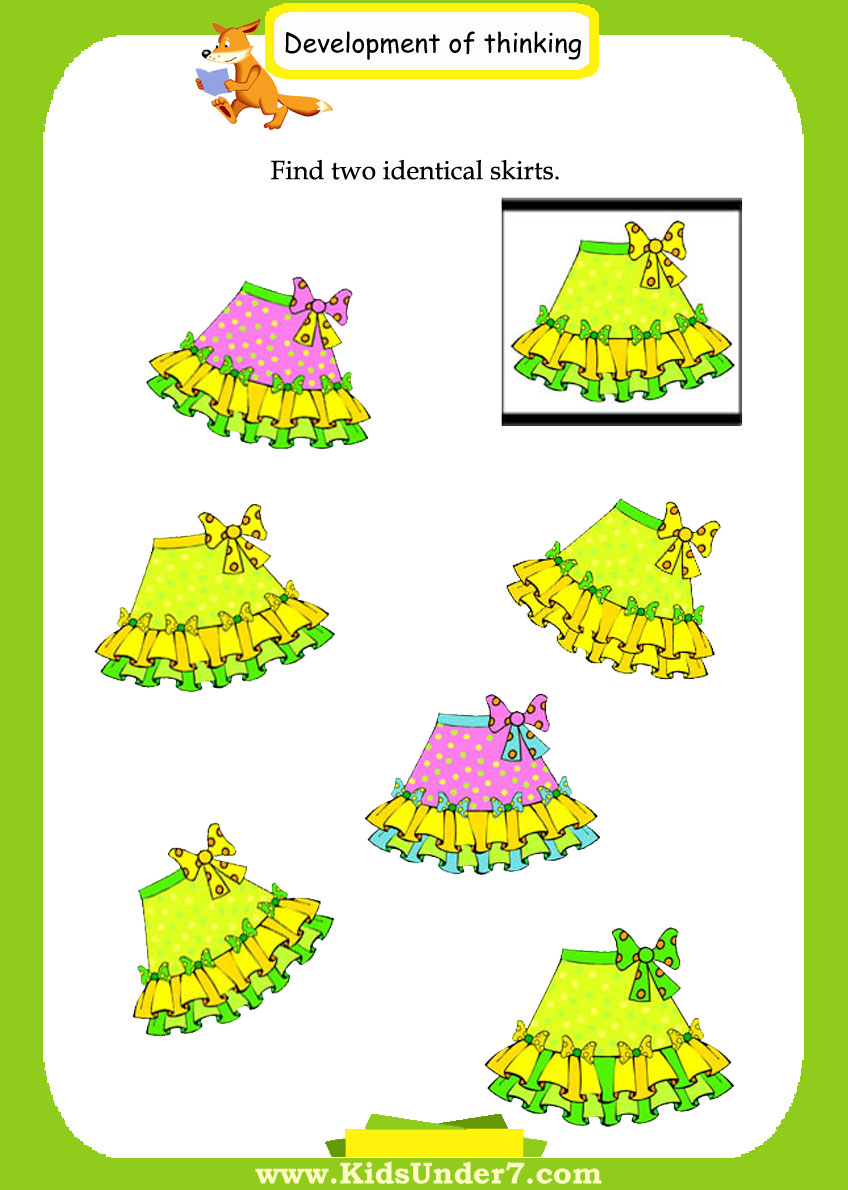 Development of thinking
Find two identical skirts.
www.KidsUnder7.com